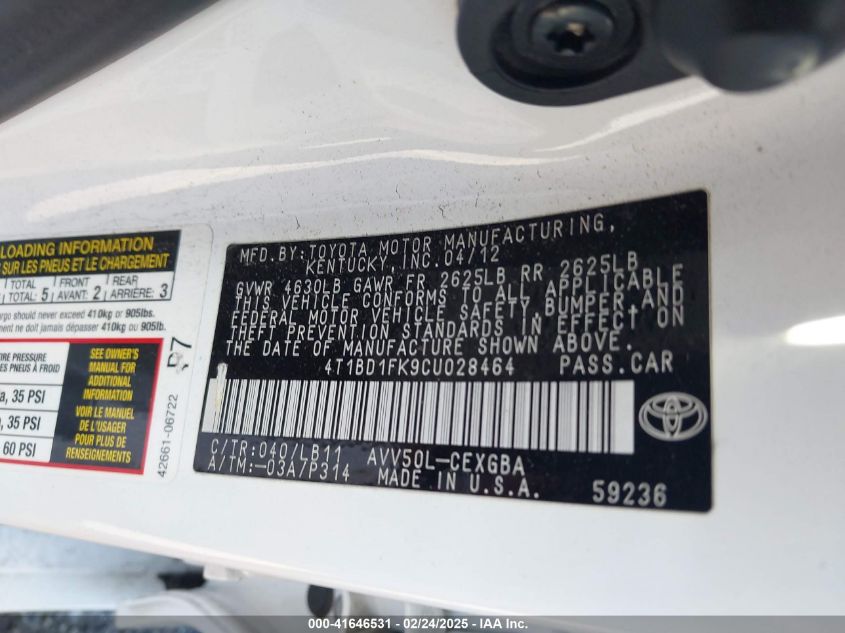 LOADING INFORMATION
SUR LES PNEUS ET LE CHARGEMENT
TOTAL
TOTAL: 5
FRONT
AVANT: 2
REAR
ARRIÈRE: 3
should never exceed 410kg or 905lbs.
ne doit jamais dépasser 410kg ou 905lb.
TIRE PRESSURE
PNEUS À FROID
35 PSI
35 PSI
60 PSI
SEE OWNER'S
MANUAL FOR
ADDITIONAL
INFORMATION
VOIR LE MANUEL
DE L'USAGER
POUR PLUS DE
RENSEIGNEMENTS
42661-06722
MFD.BY: TOYOTA MOTOR MANUFACTURING,
KENTUCKY, INC. 04/12
GVWR 4630LB GAWR FR 2625LB RR 2625LB
THIS VEHICLE CONFORMS TO ALL APPLICABLE
FEDERAL MOTOR VEHICLE SAFETY, BUMPER, AND
THEFT PREVENTION STANDARDS IN EFFECT ON
THE DATE OF MANUFACTURE SHOWN ABOVE.
4T1BD1FK9CU028464 PASS.CAR
C/TR: 040/LB11 AVV50L-CEXGBA
A/TM:-03A/P314 MADE IN U.S.A.
59236
000-41646531 - 02/24/2025 - IAA Inc.